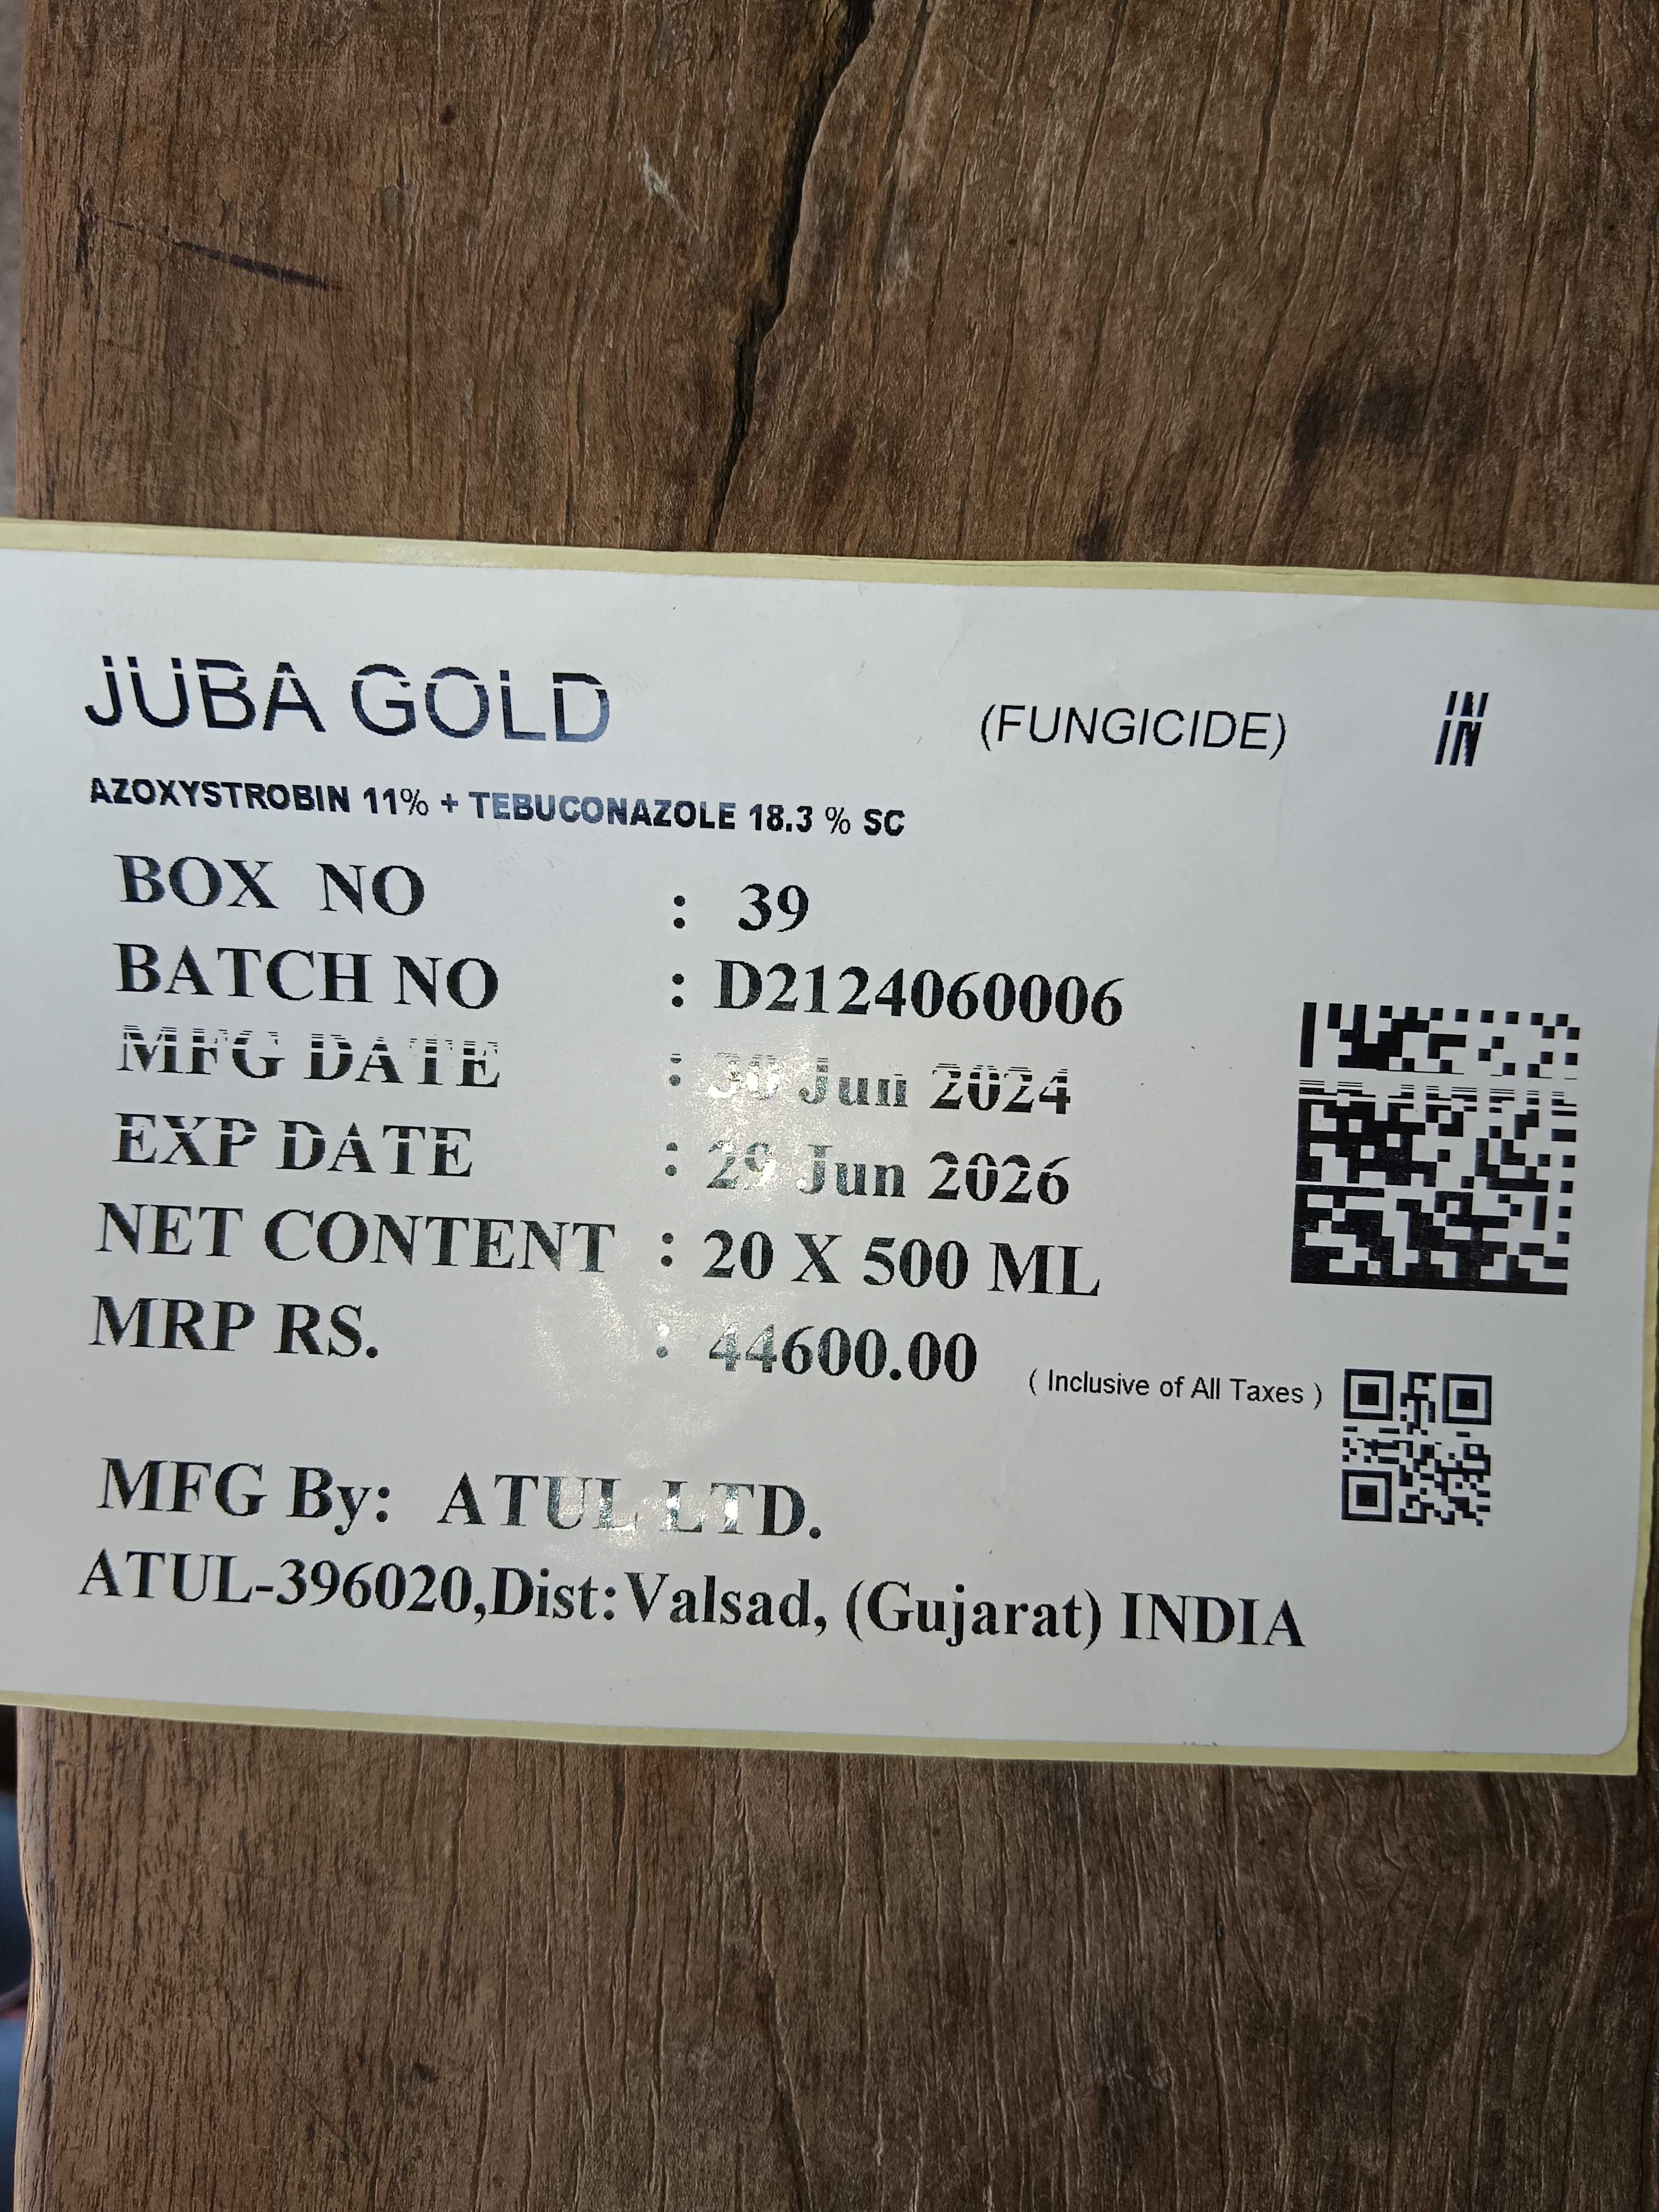 JUBA GOLD (FUNGICIDE) IN
AZOXYSTROBIN 11% + TEBUCONAZOLE 18.3 % SC
BOX NO : 39
BATCH NO : D2124060006
MFG DATE : 30 Jun 2024
EXP DATE : 29 Jun 2026
NET CONTENT : 20 X 500 ML
MRP RS. : 44600.00 ( Inclusive of All Taxes )
MFG By: ATUL LTD.
ATUL-396020,Dist:Valsad, (Gujarat) INDIA